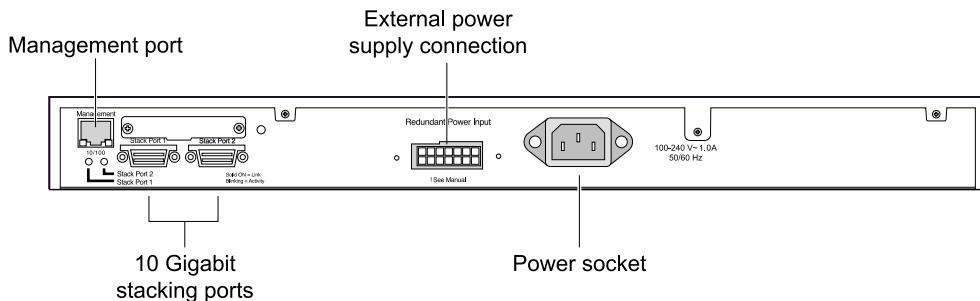 External power
supply connection
Management port
Management
Stack Port 1
Stack Port 2
10/100
Stack Port 2
Stack Port 1
Solid ON = Link
Blinking = Activity
Redundant Power Input
! See Manual
100-240 V~ 1.0A
50/60 Hz
10 Gigabit
stacking ports
Power socket